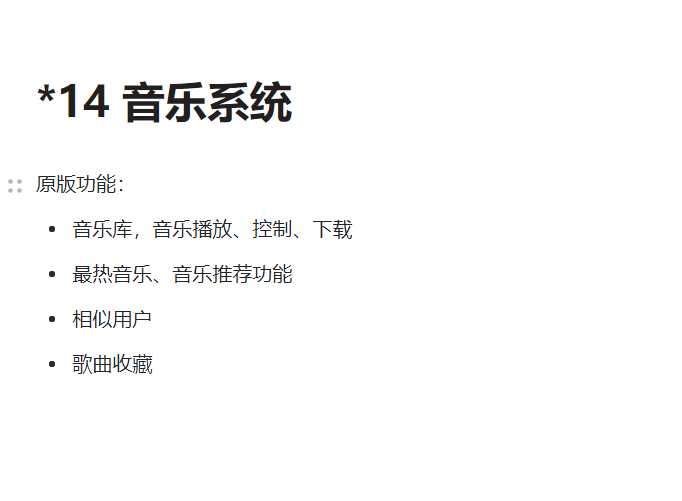 *14 音乐系统
原版功能：
音乐库，音乐播放、控制、下载
最热音乐、音乐推荐功能
相似用户
歌曲收藏